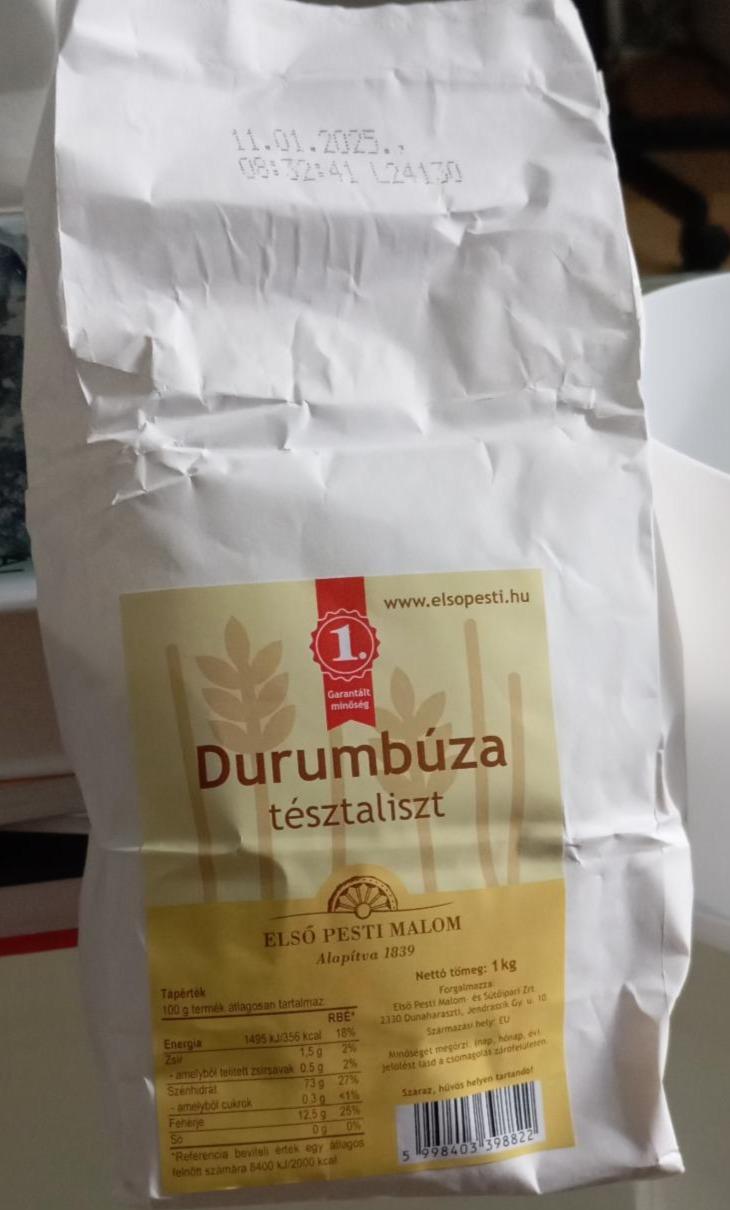 11.01.2025.,
08:32:41 L24130
www.elsopesti.hu
1.
Garantált
minőség
Durumbúza
tésztaliszt
ELSŐ PESTI MALOM
Alapítva 1839
Tápérték
100 g termék átlagosan tartalmaz
RBE*
Energia 1495 kJ/356 kcal 18%
Zsír 1,5 g 2%
- amelyből telített zsírsavak 0.5 g 2%
Szénhidrát 73 g 27%
- amelyből cukrok 0.3 g <1%
Fehérje 12,5 g 25%
Só 0 g 0%
*Referencia beviteli érték egy átlagos
felnőtt számára 8400 kJ/2000 kcal
Nettó tömeg: 1 kg
Forgalmazza:
Első Pesti Malom- és Sütőipari Zrt.
2330 Dunaharaszti, Jendrassik Gy. u. 10
Származási hely: EU
Minőségét megőrzi (nap, hónap, év)
jelölést lásd a csomagolás zárófelületén.
Száraz, hűvös helyen tartandó!
5 998403 398822